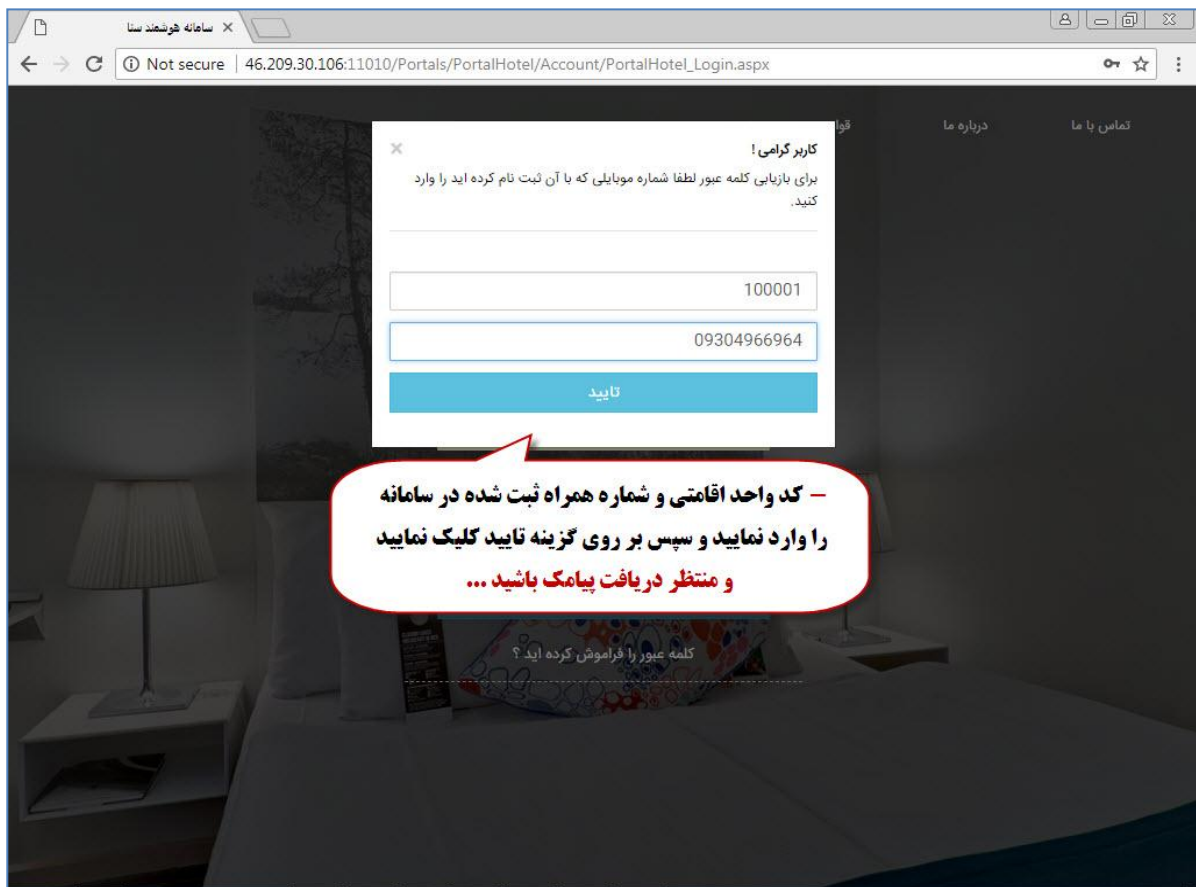 سامانه هوشمند سنا
Not secure | 46.209.30.106:11010/Portals/PortalHotel/Account/PortalHotel_Login.aspx
تماس با ما
درباره ما
کاربر گرامی !
برای بازیابی کلمه عبور لطفا شماره موبایلی که با آن ثبت نام کرده اید را وارد
کنید.
100001
09304966964
تایید
– کد واحد اقامتی و شماره همراه ثبت شده در سامانه
را وارد نمایید و سپس بر روی گزینه تایید کلیک نمایید
و منتظر دریافت پیامک باشید ...
کلمه عبور را فراموش کرده اید ؟